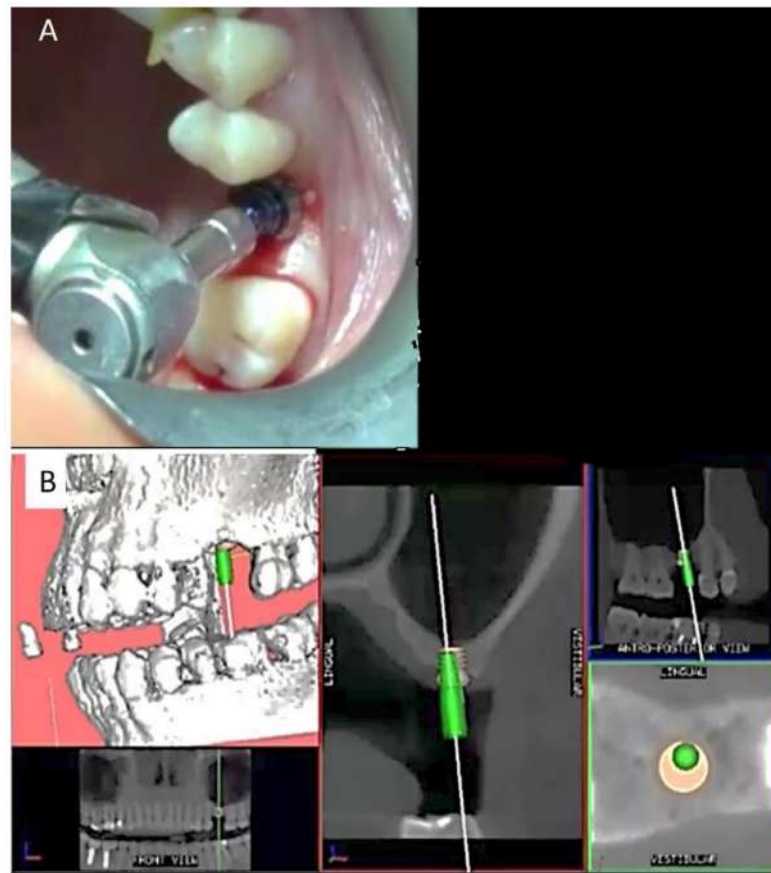 A
B
LINGUAL
VESTIBULAR
ANTRO-POSTERIOR VIEW
LINGUAL
FRONT VIEW
VESTIBULAR